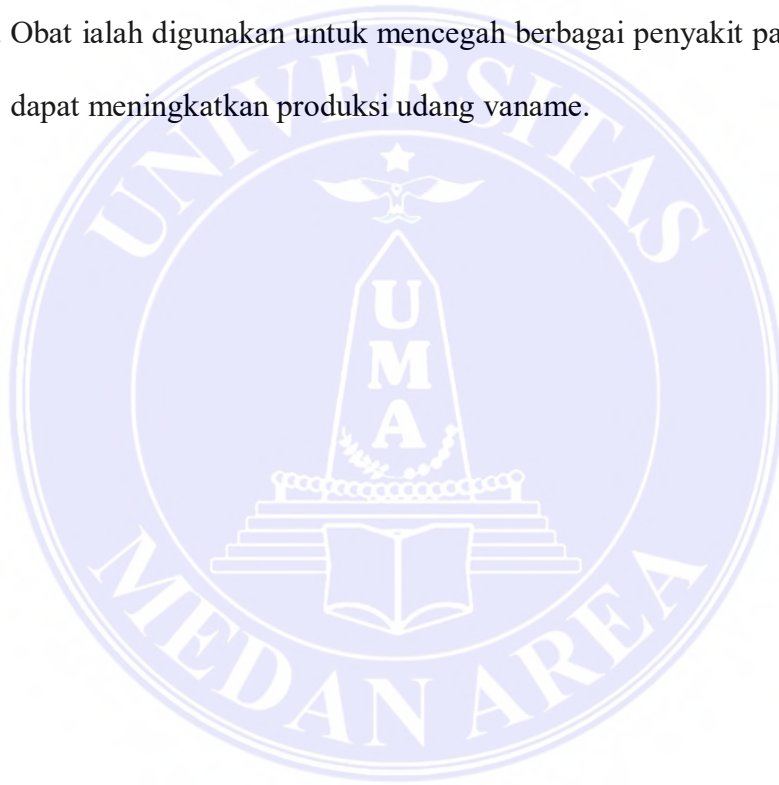 Obat ialah digunakan untuk mencegah berbagai penyakit pa
dapat meningkatkan produksi udang vaname.
UNIVERSITAS
U
M
A
MEDAN AREA